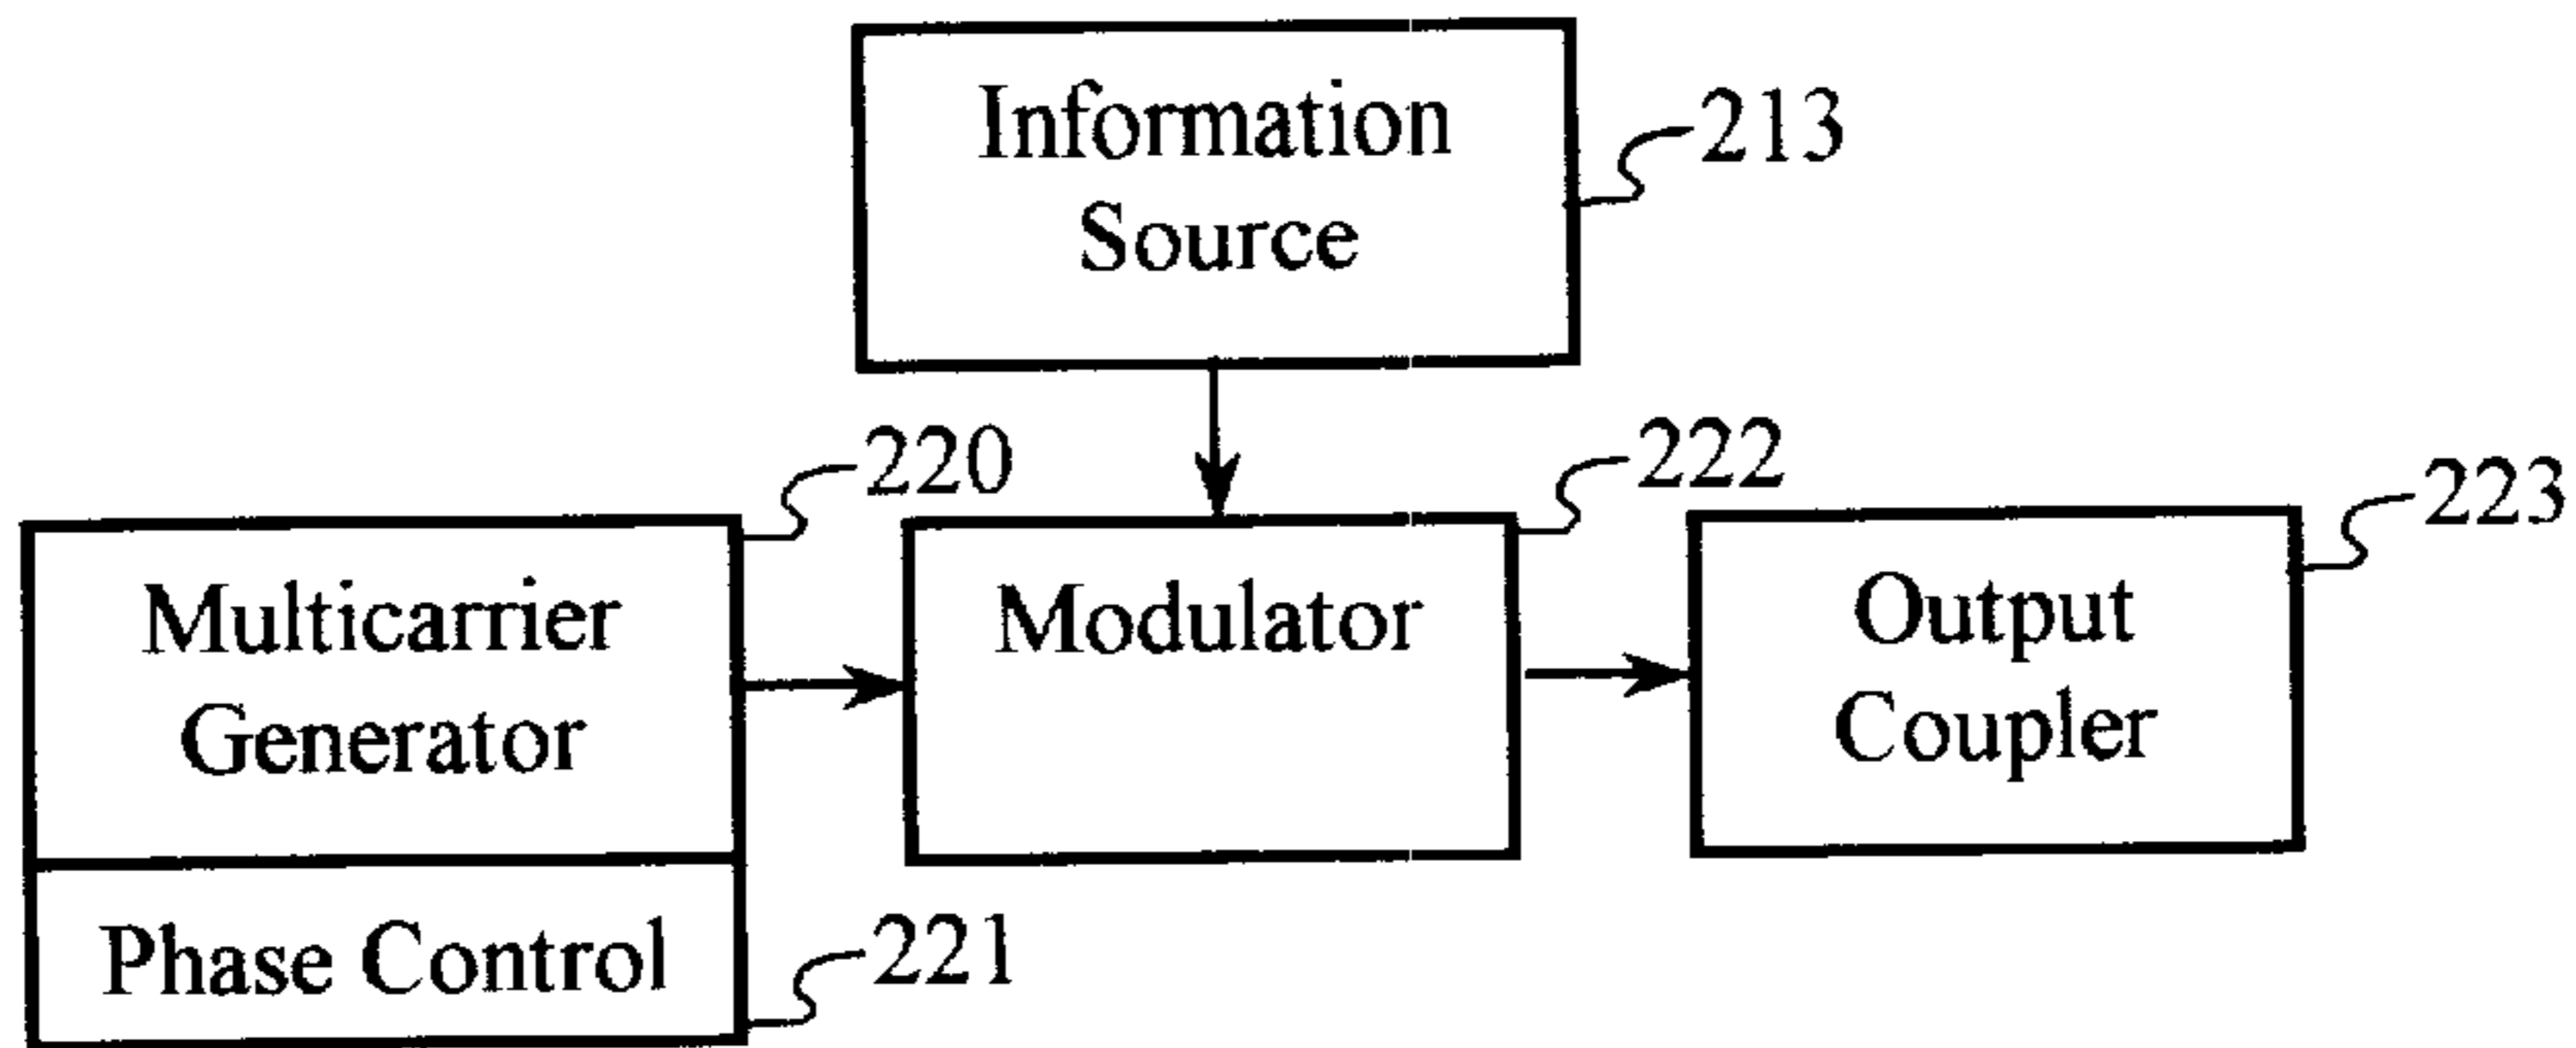 Information
Source
213
220
222
223
Multicarrier
Generator
Modulator
Output
Coupler
Phase Control
221